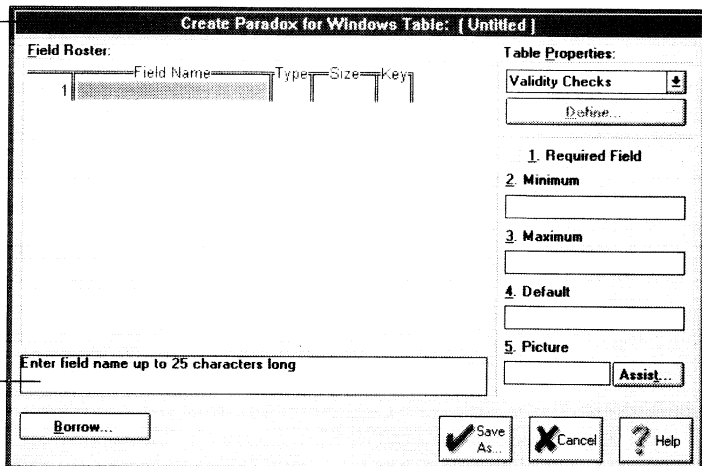 Create Paradox for Windows Table: [ Untitled ]
Field Roster:
Field Name Type Size Key
1
Enter field name up to 25 characters long
Borrow...
Table Properties:
Validity Checks
Define...
1. Required Field
2. Minimum
3. Maximum
4. Default
5. Picture
Assist...
Save As...
Cancel
? Help